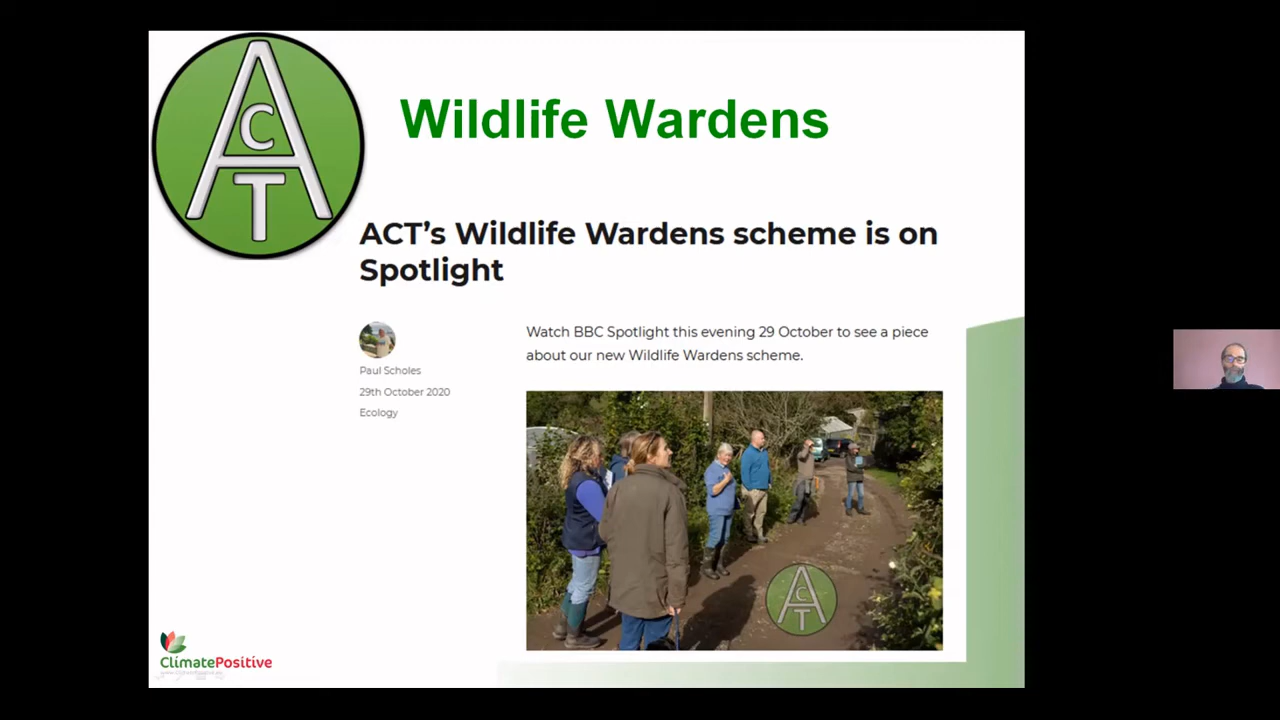 A
C
T
Wildlife Wardens
ACT’s Wildlife Wardens scheme is on
Spotlight
Paul Scholes
29th October 2020
Ecology
Watch BBC Spotlight this evening 29 October to see a piece
about our new Wildlife Wardens scheme.
A
C
T
ClimatePositive